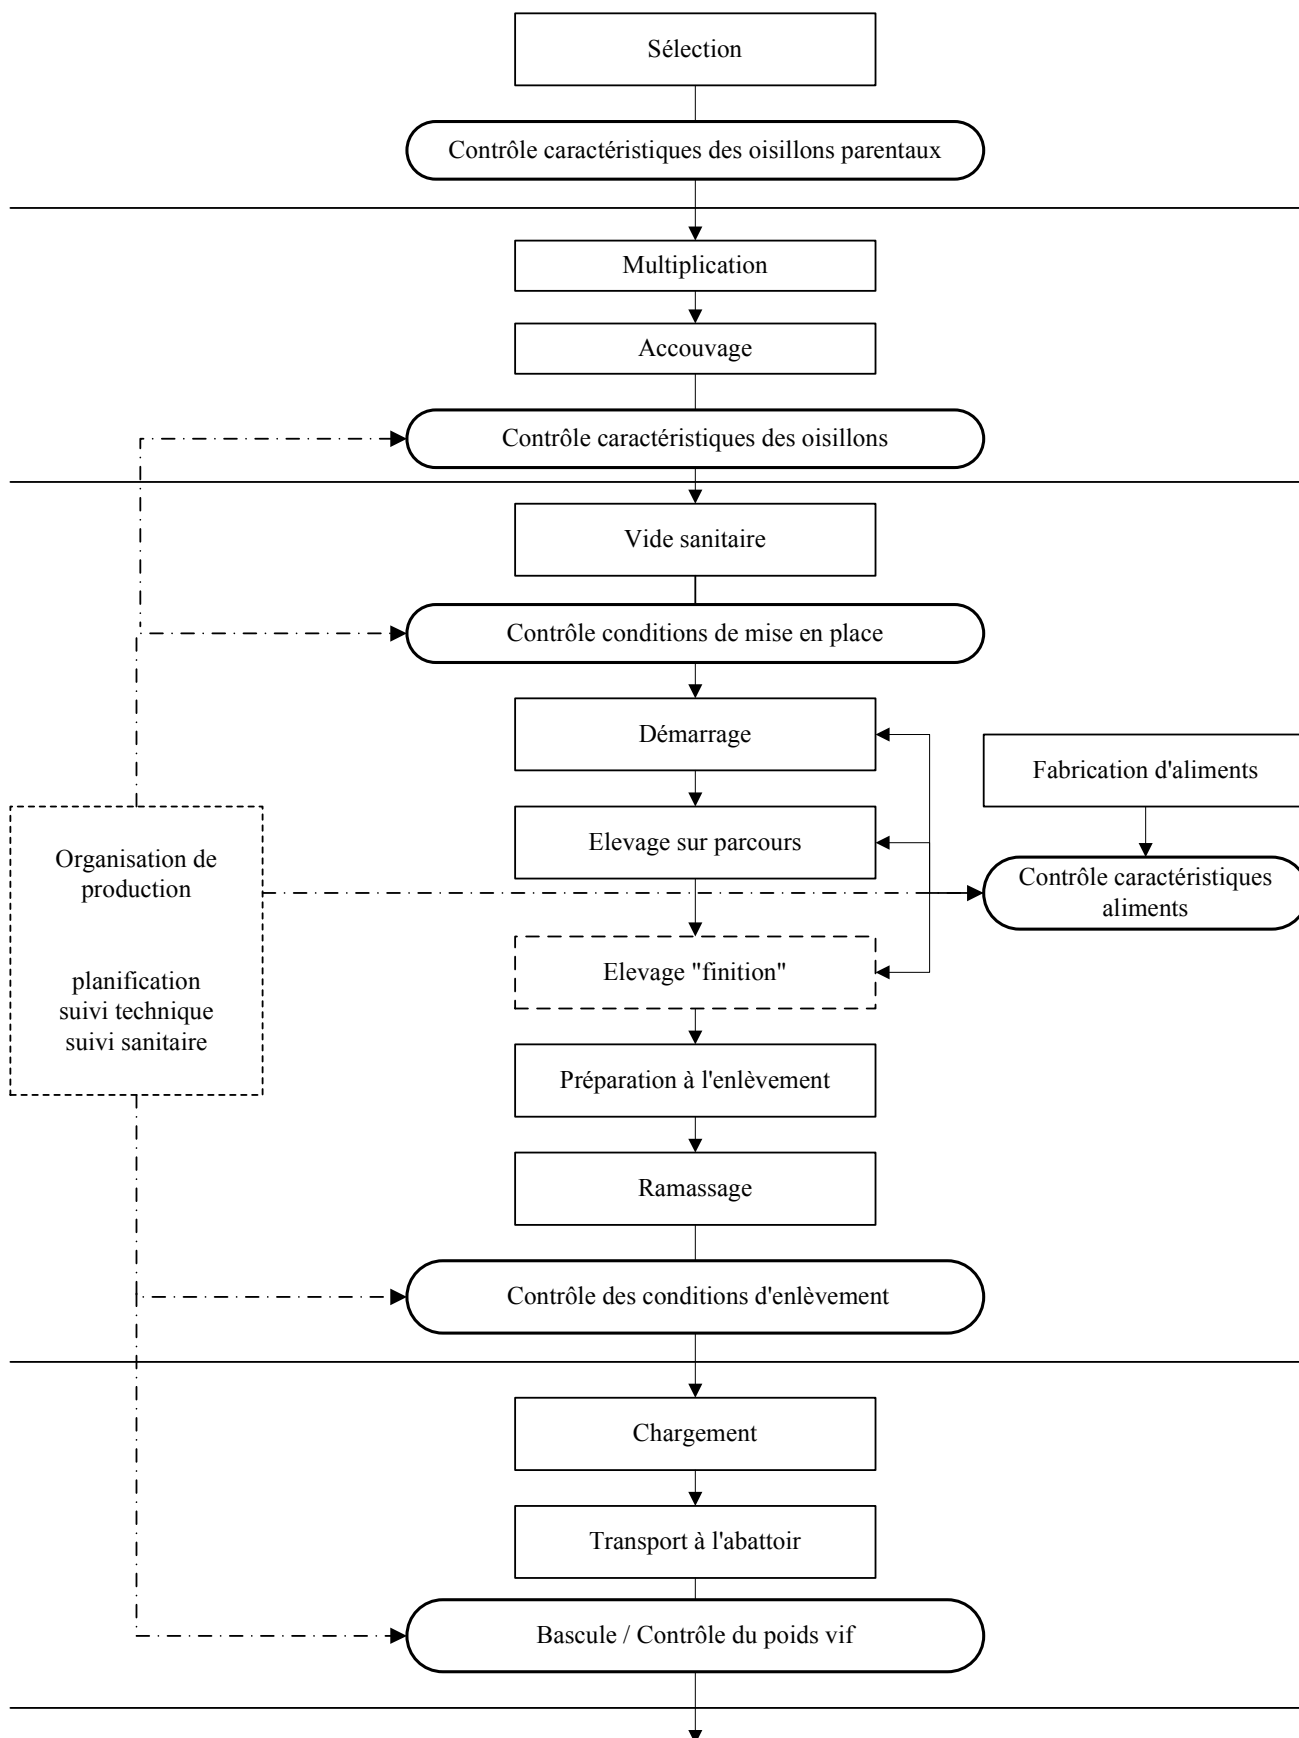 Sélection
Contrôle caractéristiques des oisillons parentaux
Multiplication
Accouvage
Contrôle caractéristiques des oisillons
Vide sanitaire
Contrôle conditions de mise en place
Démarrage
Fabrication d'aliments
Elevage sur parcours
Organisation de
production
Contrôle caractéristiques
aliments
Elevage "finition"
planification
suivi technique
suivi sanitaire
Préparation à l'enlèvement
Ramassage
Contrôle des conditions d'enlèvement
Chargement
Transport à l'abattoir
Bascule / Contrôle du poids vif